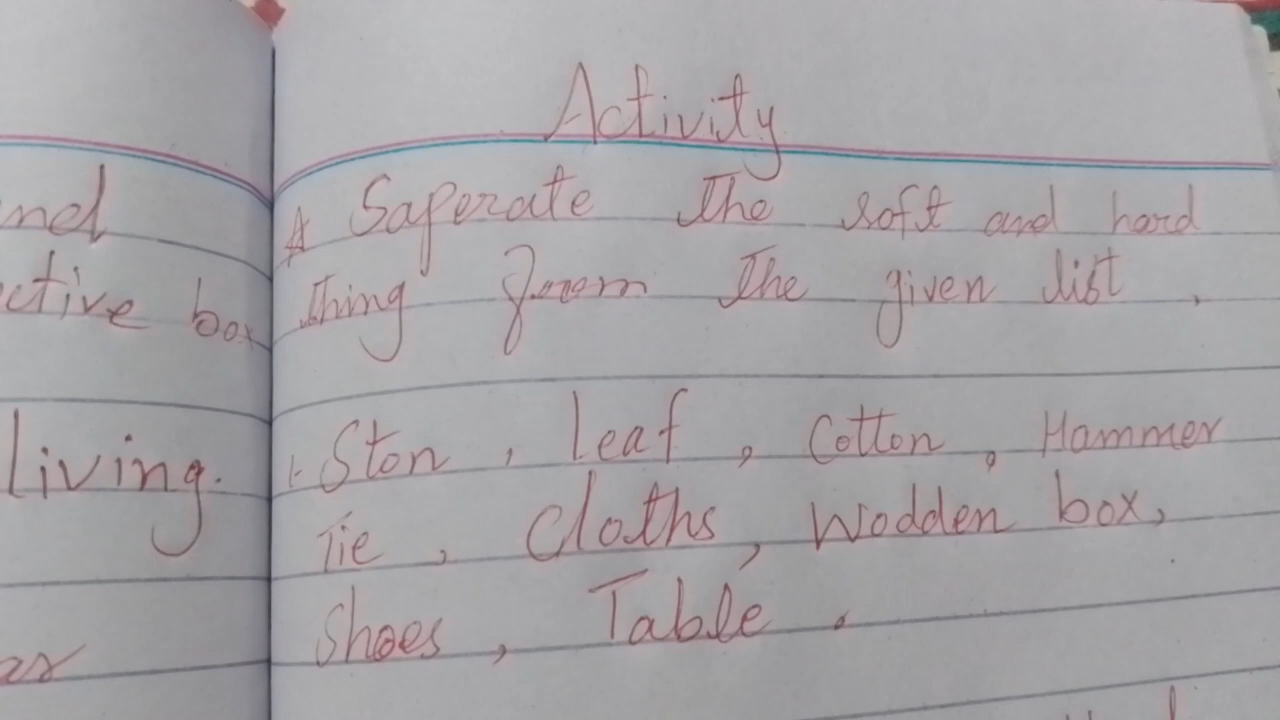 Activity
Saperate The soft and hard
Thing from The given list .
1. Ston , leaf , Cotton , Hammer
Tie , Cloths , Wodden box,
Shoes , Table .
ctive box
living.